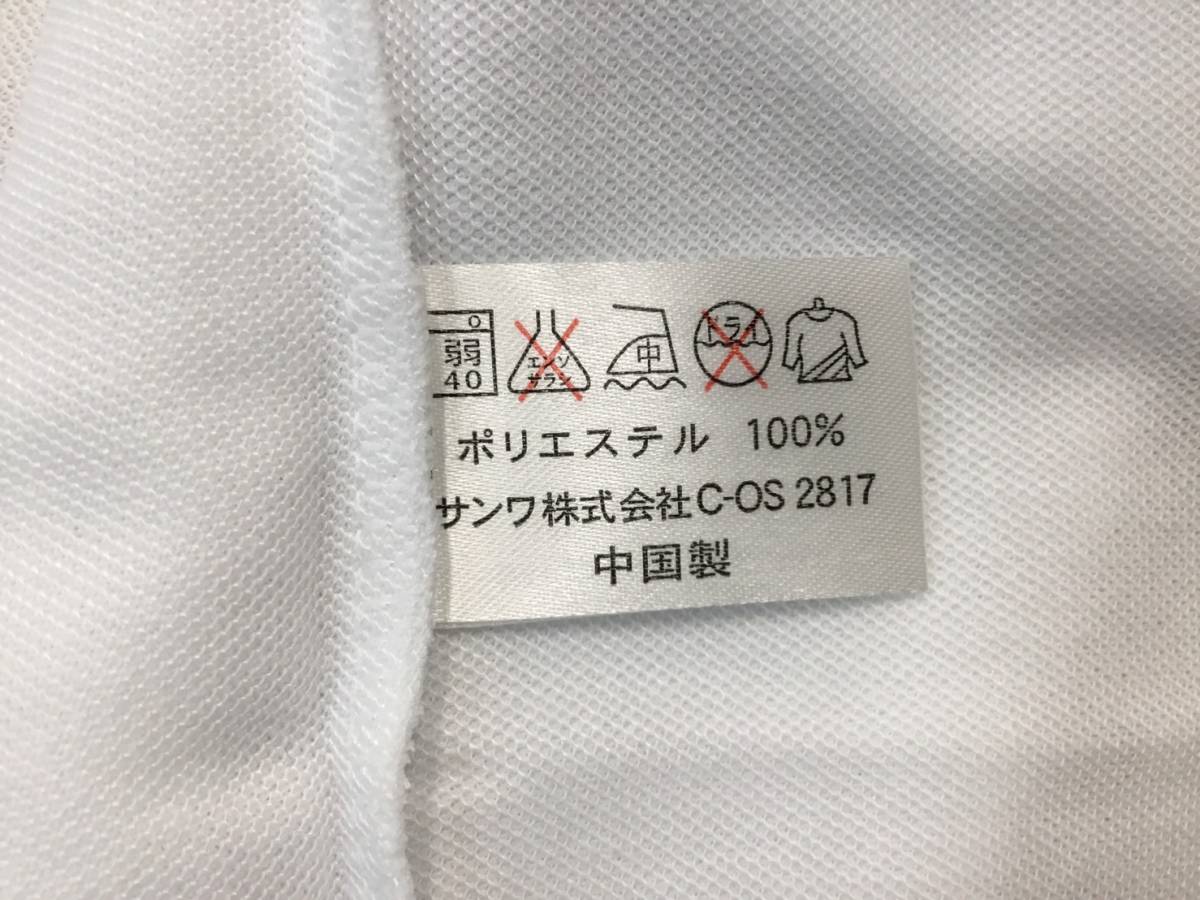 弱
40
エンソ
サラシ
中
ドライ
ポリエステル 100%
サンワ株式会社C-OS 2817
中国製